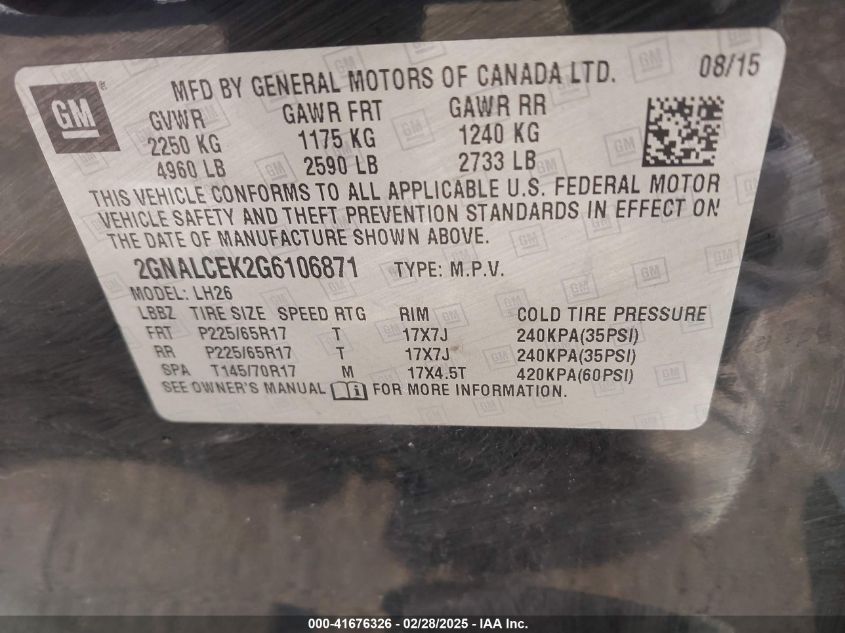 GM ®
MFD BY GENERAL MOTORS OF CANADA LTD. 08/15
GVWR GAWR FRT GAWR RR
2250 KG 1175 KG 1240 KG
4960 LB 2590 LB 2733 LB
THIS VEHICLE CONFORMS TO ALL APPLICABLE U.S. FEDERAL MOTOR
VEHICLE SAFETY AND THEFT PREVENTION STANDARDS IN EFFECT ON
THE DATE OF MANUFACTURE SHOWN ABOVE.
2GNALCEK2G6106871 TYPE: M.P.V.
MODEL: LH26
LBBZ TIRE SIZE SPEED RTG RIM COLD TIRE PRESSURE
FRT P225/65R17 T 17X7J 240KPA(35PSI)
RR P225/65R17 T 17X7J 240KPA(35PSI)
SPA T145/70R17 M 17X4.5T 420KPA(60PSI)
SEE OWNER'S MANUAL FOR MORE INFORMATION.
000-41676326 - 02/28/2025 - IAA Inc.